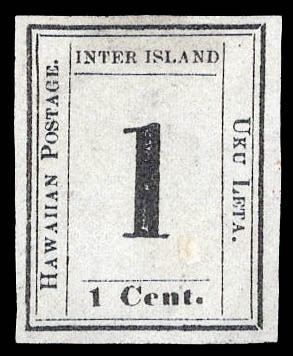 INTER ISLAND
HAWAIIAN POSTAGE.
1
UKU LETA.
1 Cent.